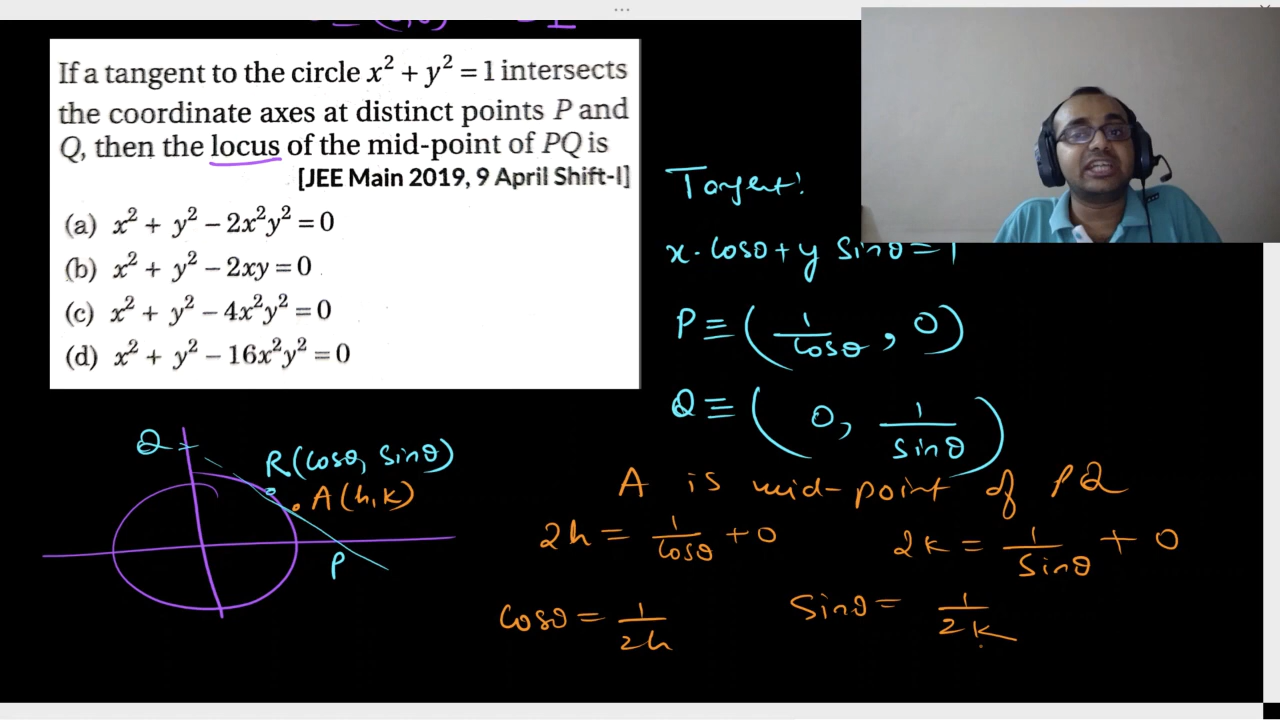 If a tangent to the circle x² + y² = 1 intersects
the coordinate axes at distinct points P and
Q, then the locus of the mid-point of PQ is
[JEE Main 2019, 9 April Shift-I]
(a) x² + y² − 2x²y² = 0
(b) x² + y² − 2xy = 0
(c) x² + y² − 4x²y² = 0
(d) x² + y² − 16x²y² = 0
Tangent:
x · cosθ + y sinθ = 1
P ≡ (1/cosθ, 0)
Q ≡ (0, 1/sinθ)
Q
R(cosθ, sinθ)
A(h, k)
P
A is mid-point of PQ
2h = 1/cosθ + 0
2k = 1/sinθ + 0
cosθ = 1/2h
sinθ = 1/2k